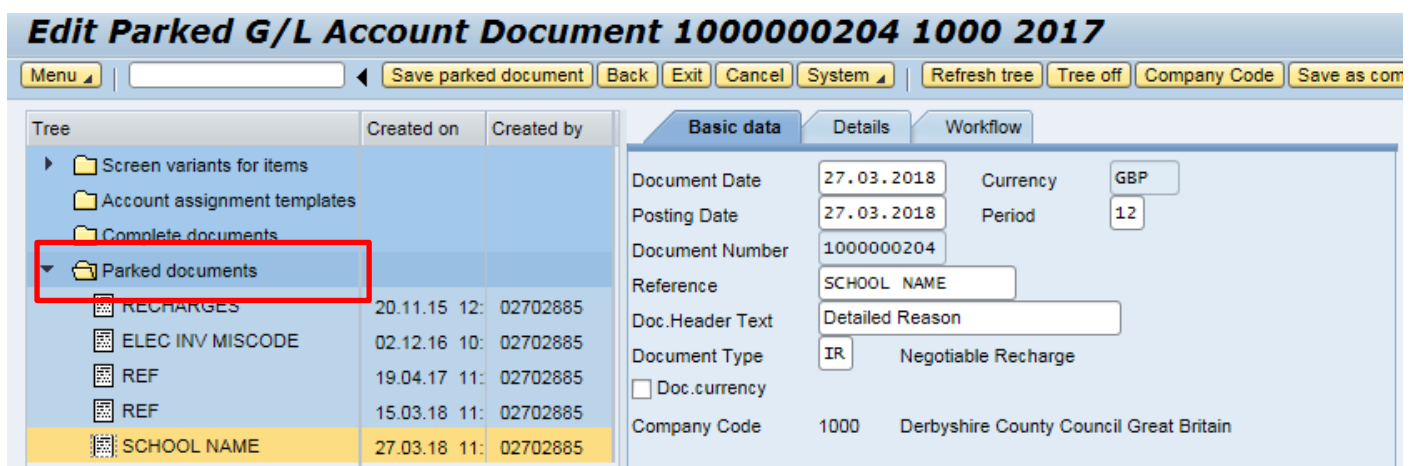 Edit Parked G/L Account Document 1000000204 1000 2017
Menu Save parked document Back Exit Cancel System Refresh tree Tree off Company Code Save as com
Tree Created on Created by
Screen variants for items
Account assignment templates
Complete documents
Parked documents
RECHARGES 20.11.15 12: 02702885
ELEC INV MISCODE 02.12.16 10: 02702885
REF 19.04.17 11: 02702885
REF 15.03.18 11: 02702885
SCHOOL NAME 27.03.18 11: 02702885
Basic data Details Workflow
Document Date 27.03.2018 Currency GBP
Posting Date 27.03.2018 Period 12
Document Number 1000000204
Reference SCHOOL NAME
Doc.Header Text Detailed Reason
Document Type IR Negotiable Recharge
Doc.currency
Company Code 1000 Derbyshire County Council Great Britain